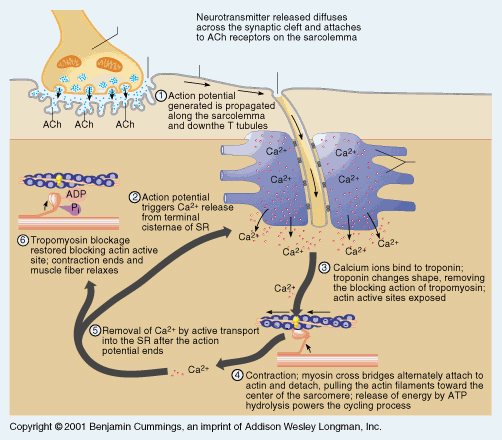 Neurotransmitter released diffuses
across the synaptic cleft and attaches
to ACh receptors on the sarcolemma
ACh ACh ACh
1 Action potential
generated is propagated
along the sarcolemma
and downthe T tubules
Ca2+ Ca2+
Ca2+ Ca2+
ADP
Pi
2 Action potential
triggers Ca2+ release
from terminal
cisternae of SR
Ca2+ Ca2+ Ca2+ Ca2+
6 Tropomyosin blockage
restored blocking actin active
site; contraction ends and
muscle fiber relaxes
3 Calcium ions bind to troponin;
troponin changes shape, removing
the blocking action of tropomyosin;
actin active sites exposed
Ca2+
5 Removal of Ca2+ by active transport
into the SR after the action
potential ends
Ca2+
4 Contraction; myosin cross bridges alternately attach to
actin and detach, pulling the actin filaments toward the
center of the sarcomere; release of energy by ATP
hydrolysis powers the cycling process
Copyright © 2001 Benjamin Cummings, an imprint of Addison Wesley Longman, Inc.